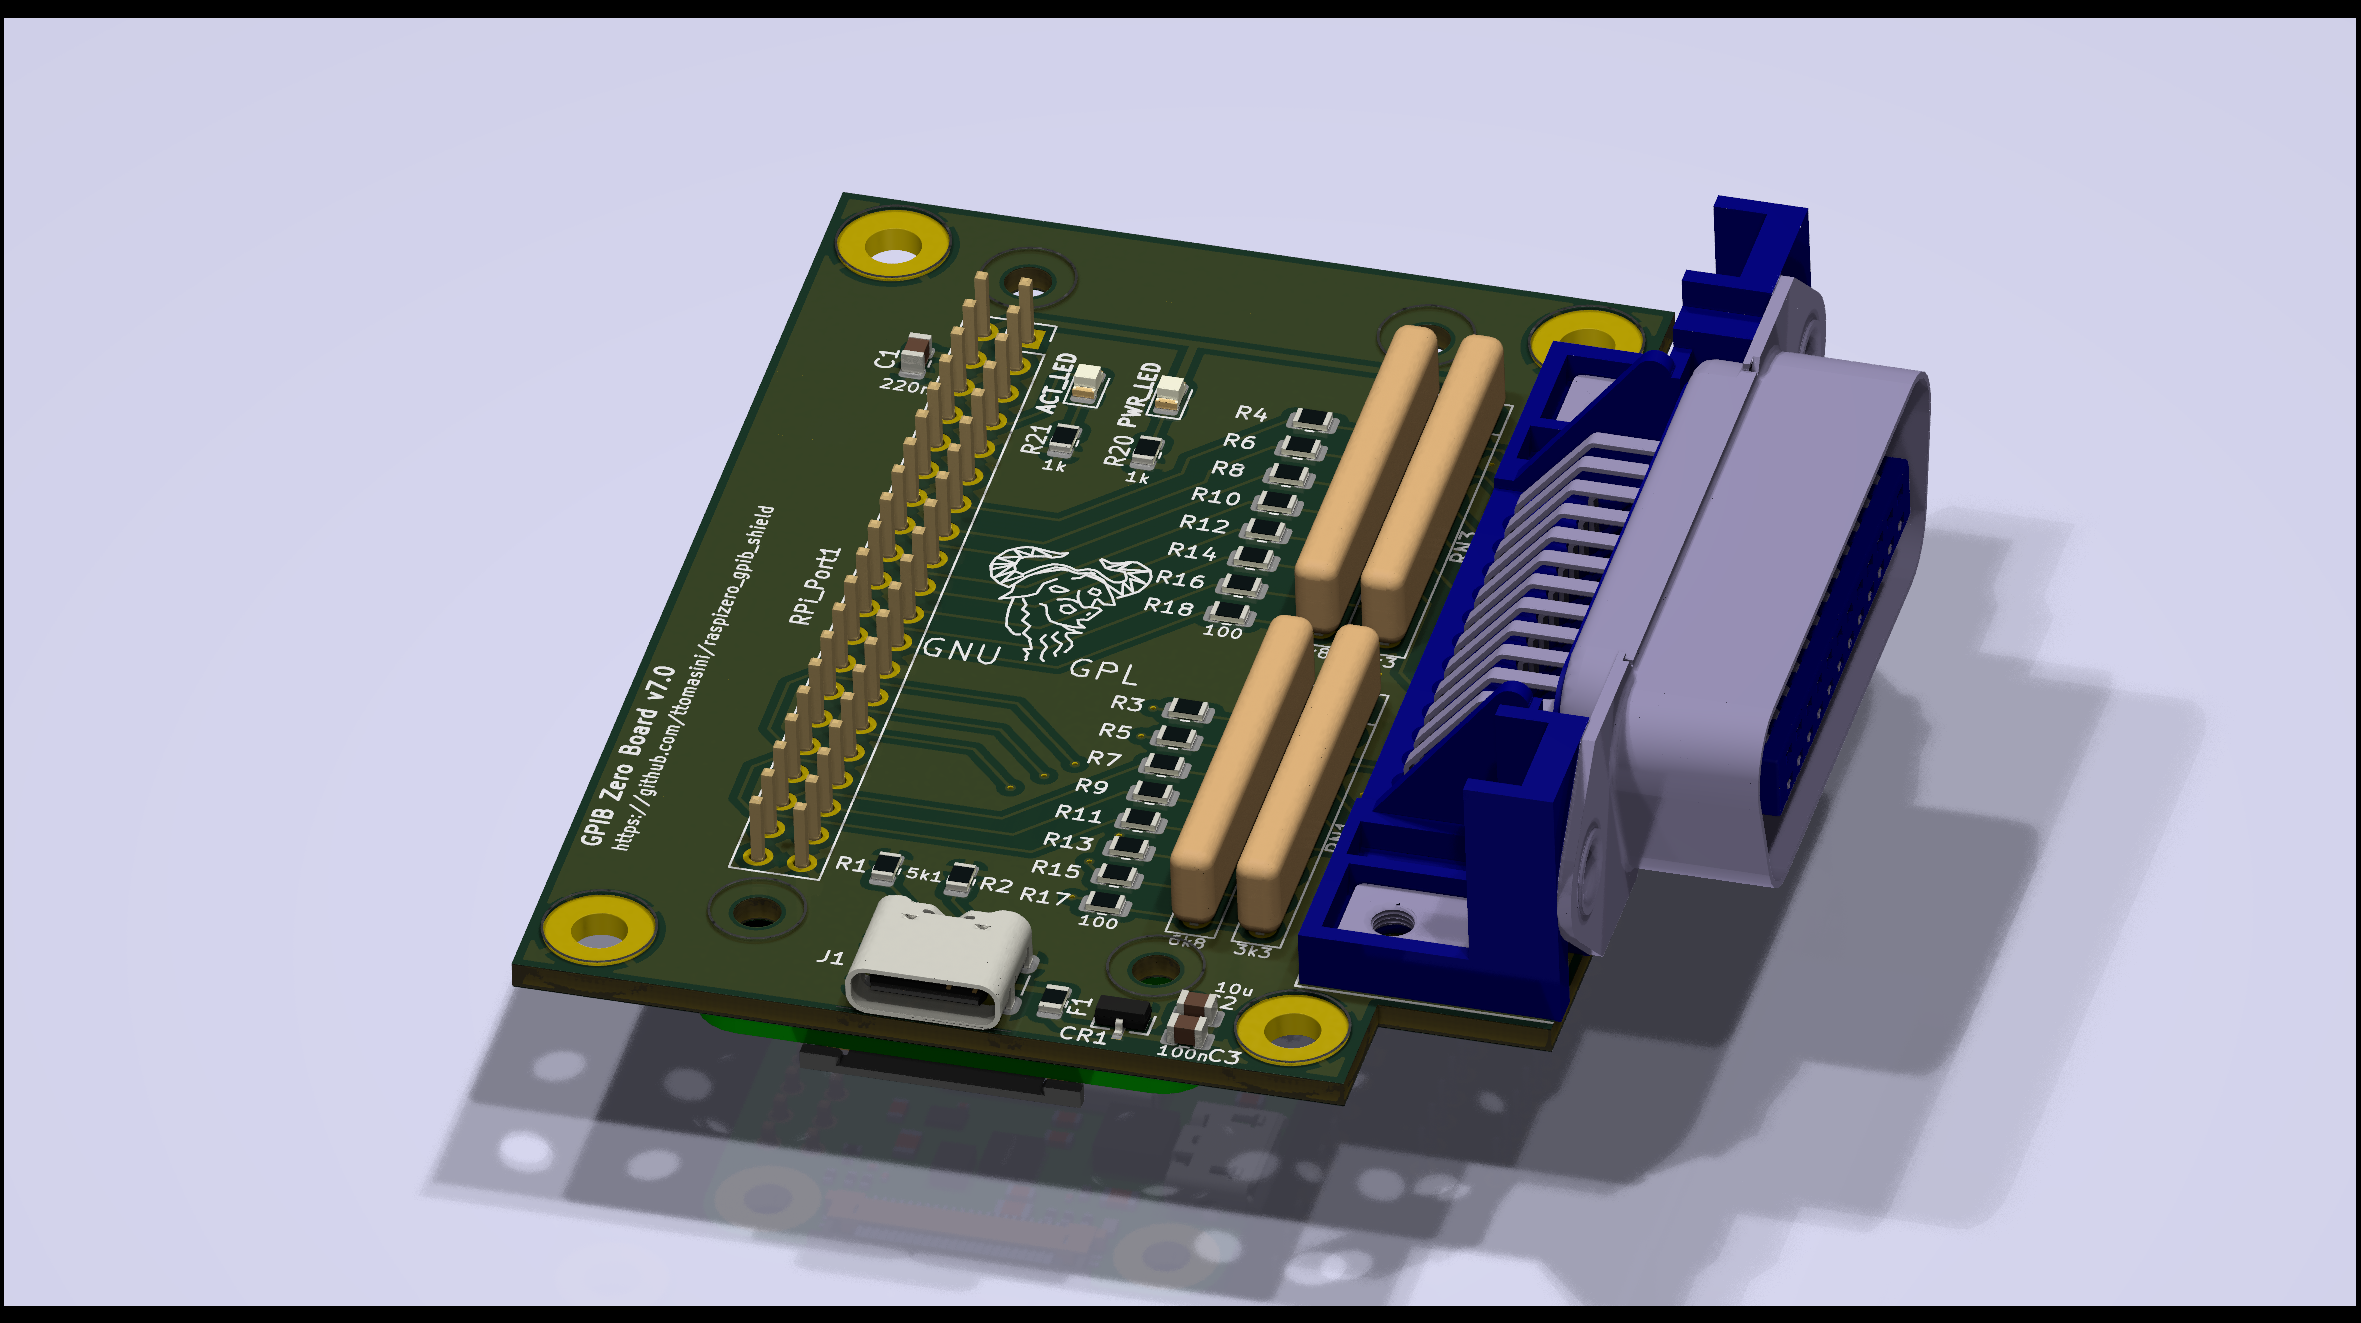 C1
220n
ACT_LED
PWR_LED
R21
1k
R20
1k
R4
R6
R8
R10
R12
R14
R16
R18
100
RN3
RPi_Port1
GNU
GPL
GPIB Zero Board v7.0
https://github.com/ttomasini/raspizero_gpib_shield
R3
R5
R7
R9
R11
R13
R15
R17
100
R1
5k1
R2
6k8
3k3
J1
F1
CR1
10u
100n
C3